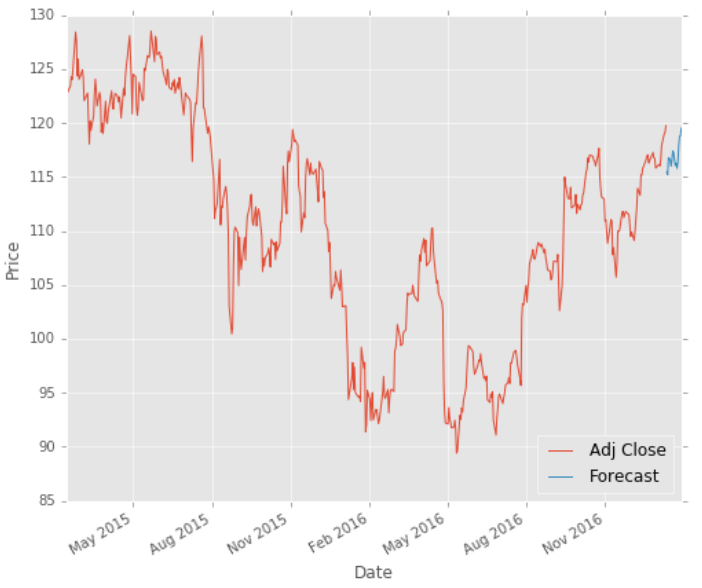 130
125
120
115
110
105
100
95
90
85
Price
Adj Close
Forecast
May 2015
Aug 2015
Nov 2015
Feb 2016
May 2016
Aug 2016
Nov 2016
Date